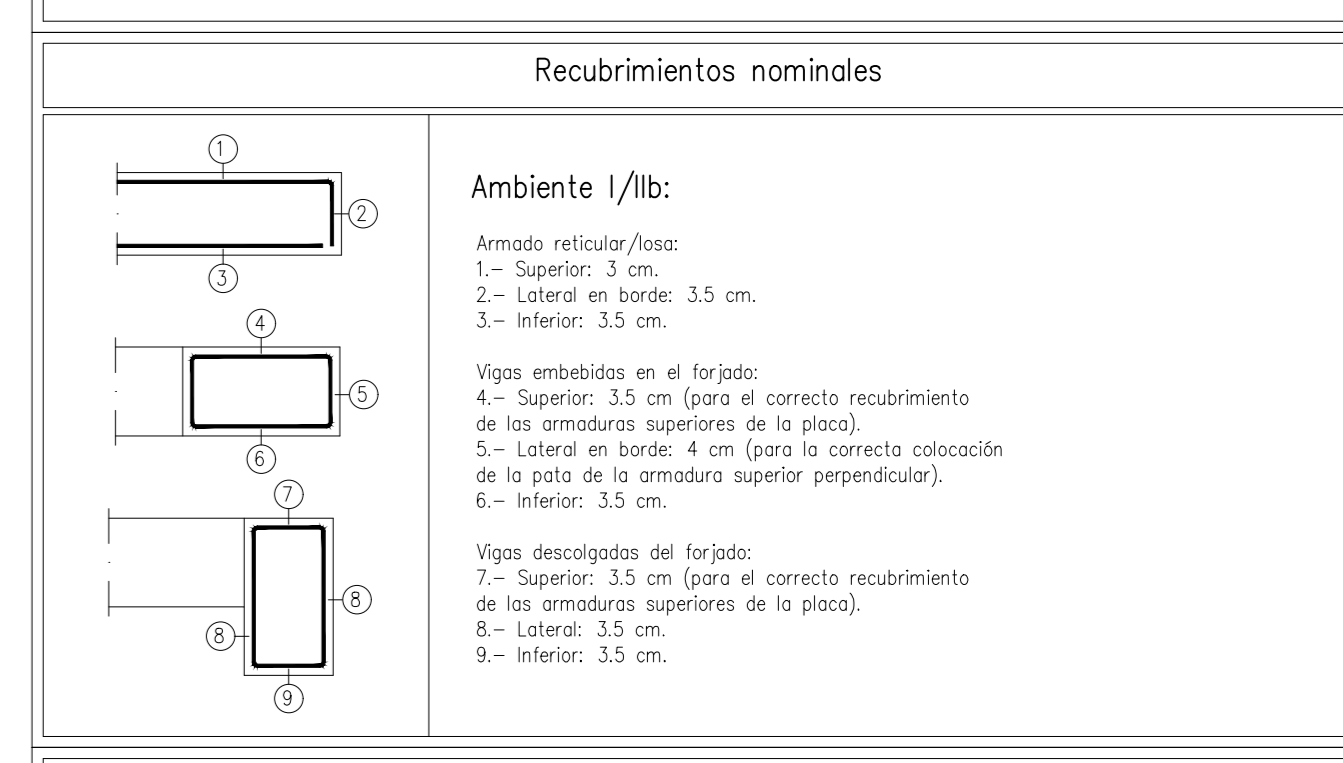 Recubrimientos nominales
1
2
3
4
5
6
7
8
8
9
Ambiente I/IIb:
Armado reticular/losa:
1.- Superior: 3 cm.
2.- Lateral en borde: 3.5 cm.
3.- Inferior: 3.5 cm.
Vigas embebidas en el forjado:
4.- Superior: 3.5 cm (para el correcto recubrimiento
de las armaduras superiores de la placa).
5.- Lateral en borde: 4 cm (para la correcta colocación
de la pata de la armadura superior perpendicular).
6.- Inferior: 3.5 cm.
Vigas descolgadas del forjado:
7.- Superior: 3.5 cm (para el correcto recubrimiento
de las armaduras superiores de la placa).
8.- Lateral: 3.5 cm.
9.- Inferior: 3.5 cm.